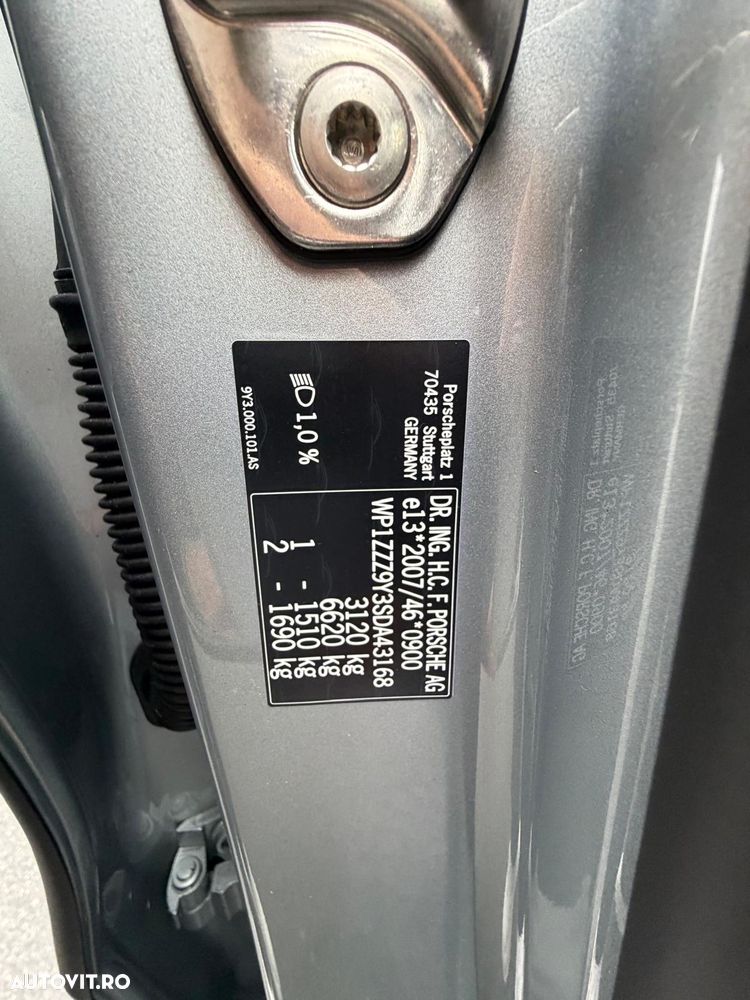 Porscheplatz 1
70435 Stuttgart
GERMANY
1,0 %
9Y3.000.101.AS
DR. ING. H.C. F. PORSCHE AG
e13*2007/46*0900
WP1ZZZ9Y3SDA43168
3120 kg
6620 kg
1 - 1510 kg
2 - 1690 kg
AUTOVIT.RO